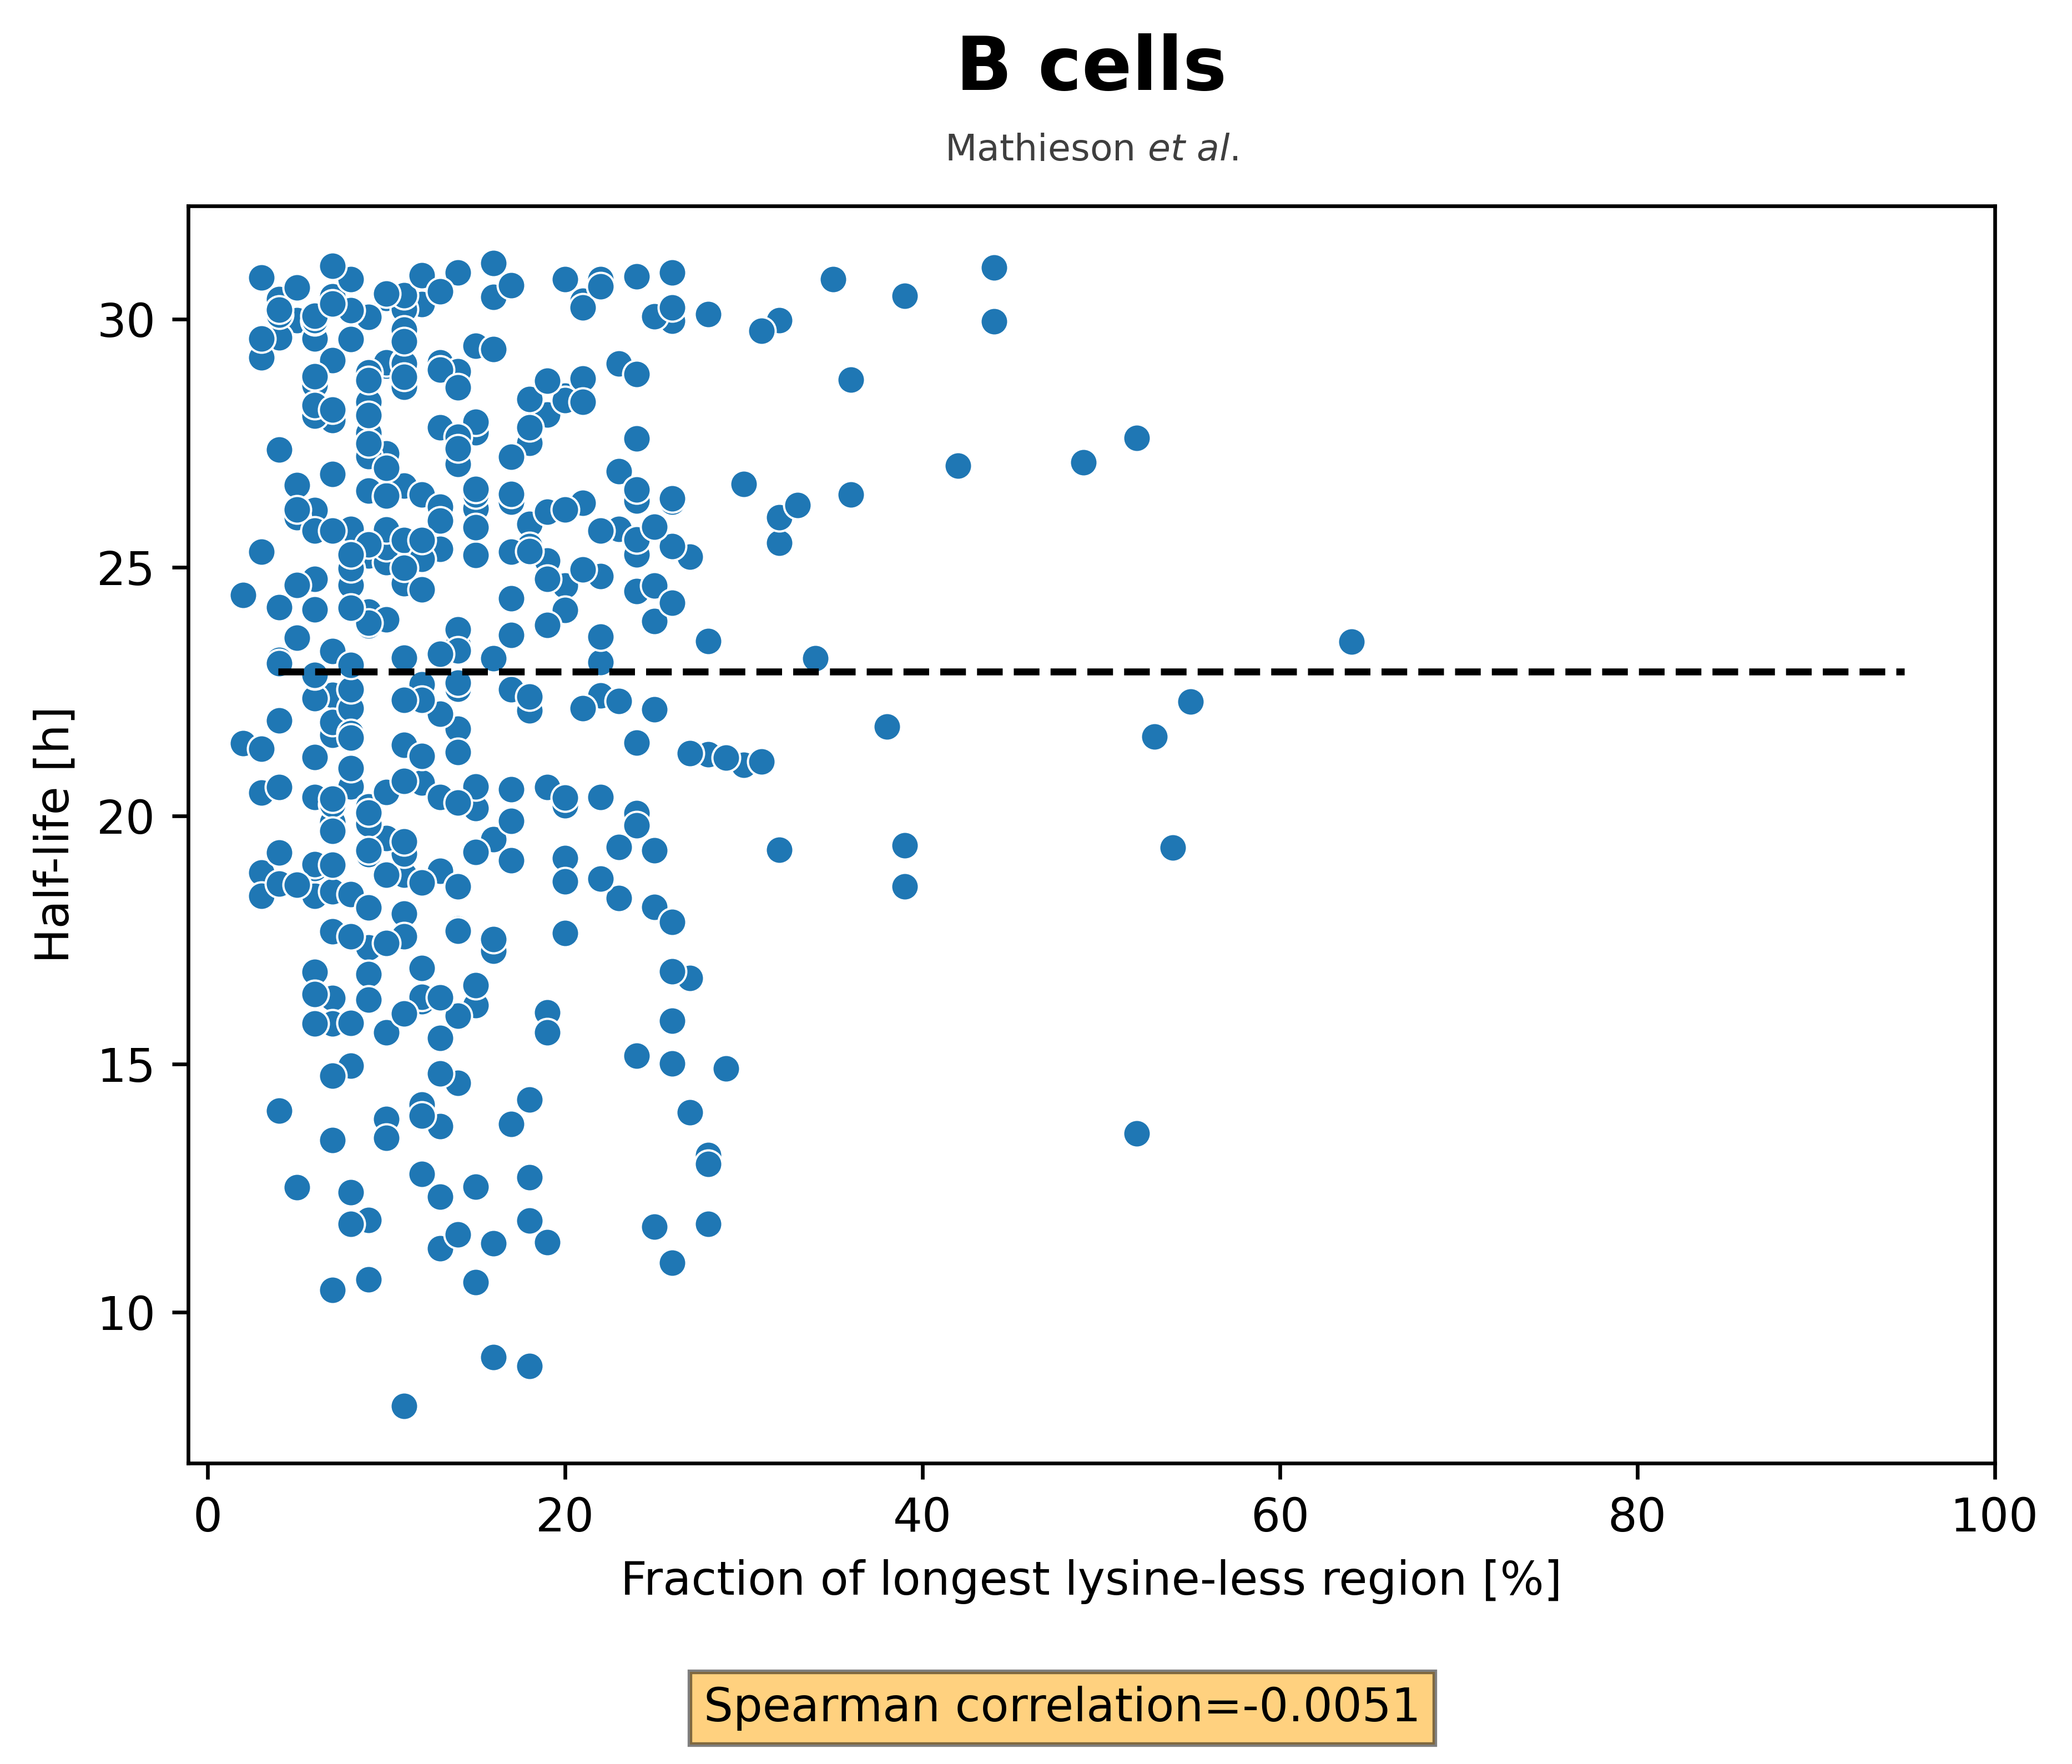 B cells
Mathieson et al.
Half-life [h]
30
25
20
15
10
0 20 40 60 80 100
Fraction of longest lysine-less region [%]
Spearman correlation=-0.0051